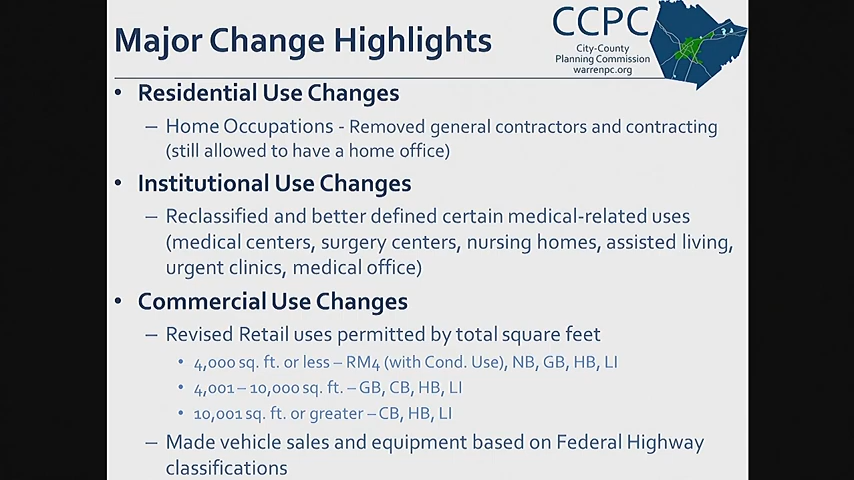 Major Change Highlights
CCPC
City-County
Planning Commission
warrenpc.org
• Residential Use Changes
– Home Occupations - Removed general contractors and contracting
(still allowed to have a home office)
• Institutional Use Changes
– Reclassified and better defined certain medical-related uses
(medical centers, surgery centers, nursing homes, assisted living,
urgent clinics, medical office)
• Commercial Use Changes
– Revised Retail uses permitted by total square feet
• 4,000 sq. ft. or less – RM4 (with Cond. Use), NB, GB, HB, LI
• 4,001 – 10,000 sq. ft. – GB, CB, HB, LI
• 10,001 sq. ft. or greater – CB, HB, LI
– Made vehicle sales and equipment based on Federal Highway
classifications